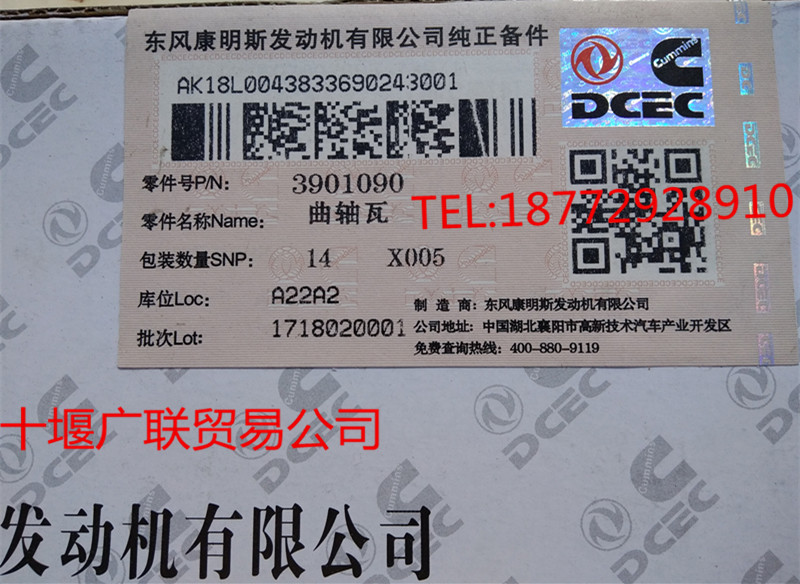 东风康明斯发动机有限公司纯正备件
AK18L0043833690243001
Cummins
DCEC
零件号P/N: 3901090
零件名称Name: 曲轴瓦
TEL:18772928910
包装数量SNP: 14 X005
库位Loc: A22A2
批次Lot: 1718020001
制 造 商: 东风康明斯发动机有限公司
公司地址: 中国湖北襄阳市高新技术汽车产业开发区
免费查询热线: 400-880-9119
十堰广联贸易公司
发动机有限公司
Cummins
DCEC